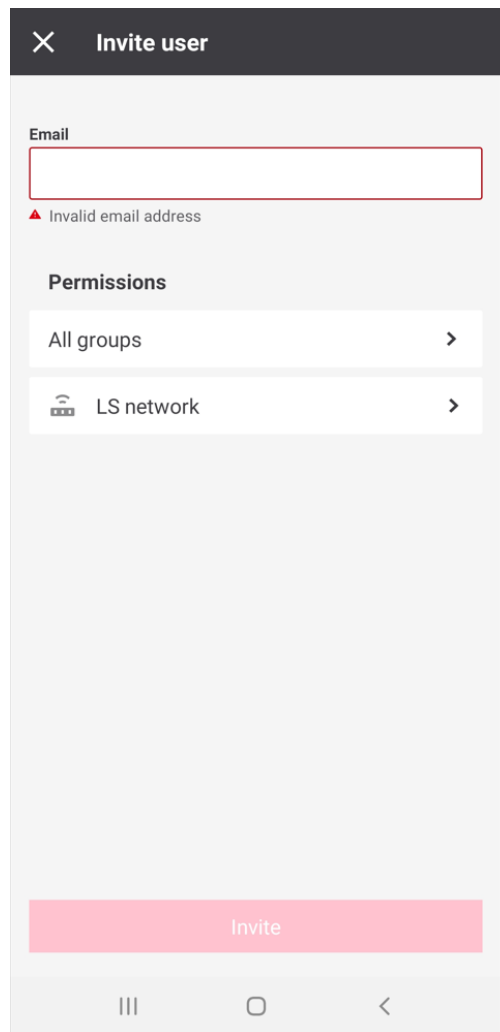 Invite user
Email
Invalid email address
Permissions
All groups
LS network
Invite